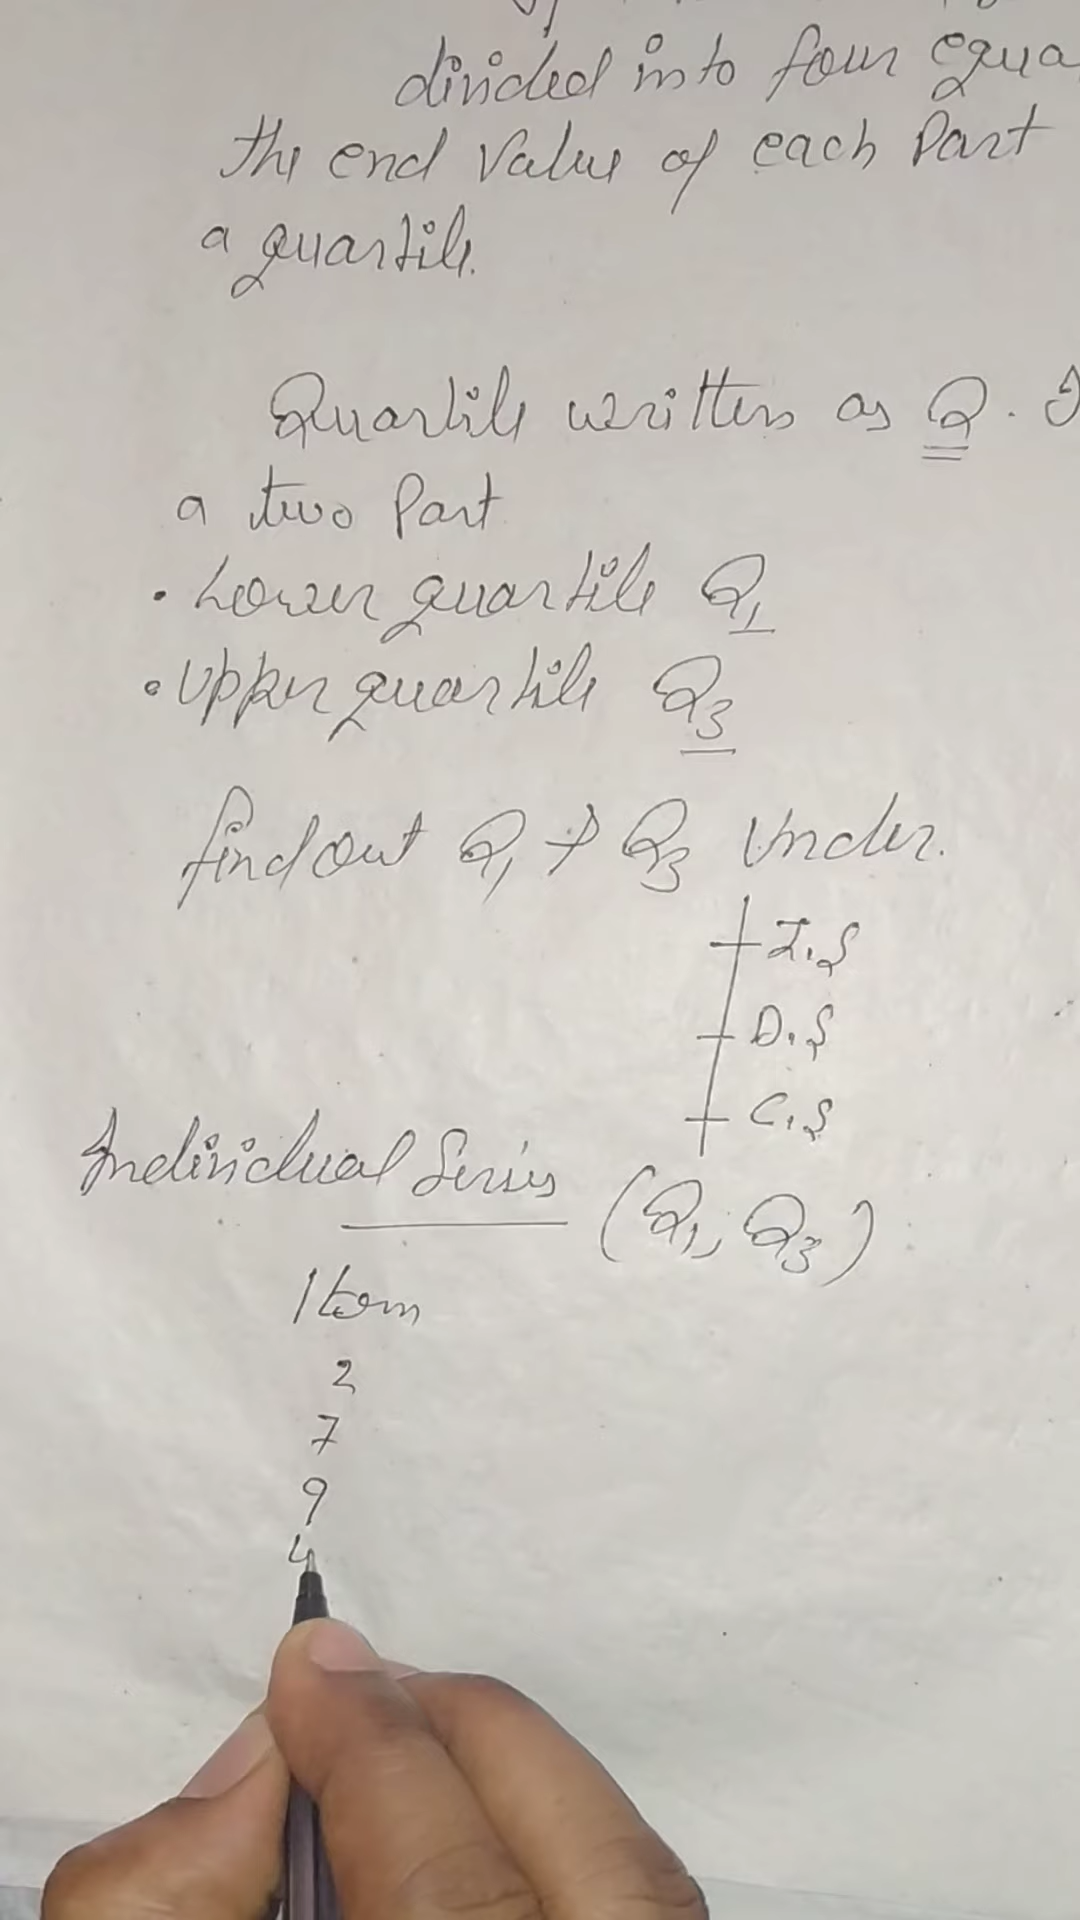 divided into four equa
the end value of each Part
a quartile.
Quartile written as Q.
a two Part
• Lower quartile Q1
• Upper quartile Q3
find out Q1 + Q3 Under.
I.S
D.S
C.S
Individual Series (Q1, Q3)
Item
2
7
9
4